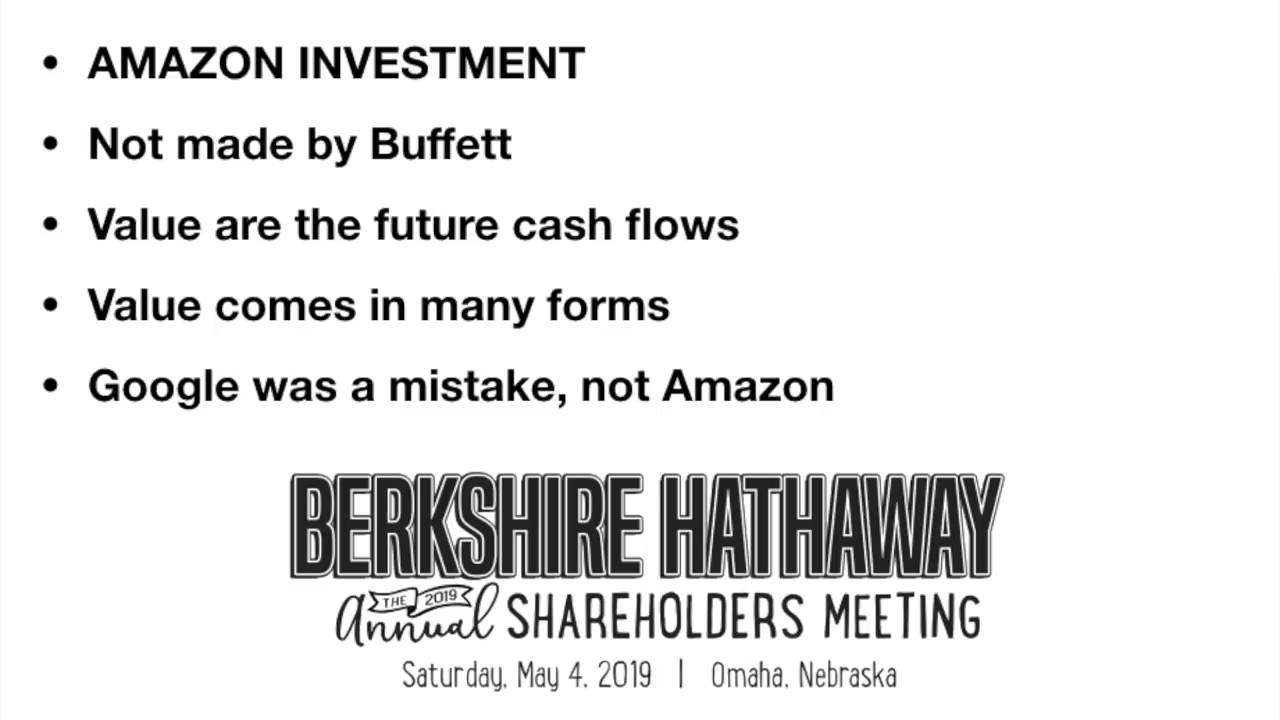 • AMAZON INVESTMENT
• Not made by Buffett
• Value are the future cash flows
• Value comes in many forms
• Google was a mistake, not Amazon
BERKSHIRE HATHAWAY
THE 2019
Annual SHAREHOLDERS MEETING
Saturday, May 4, 2019 | Omaha, Nebraska